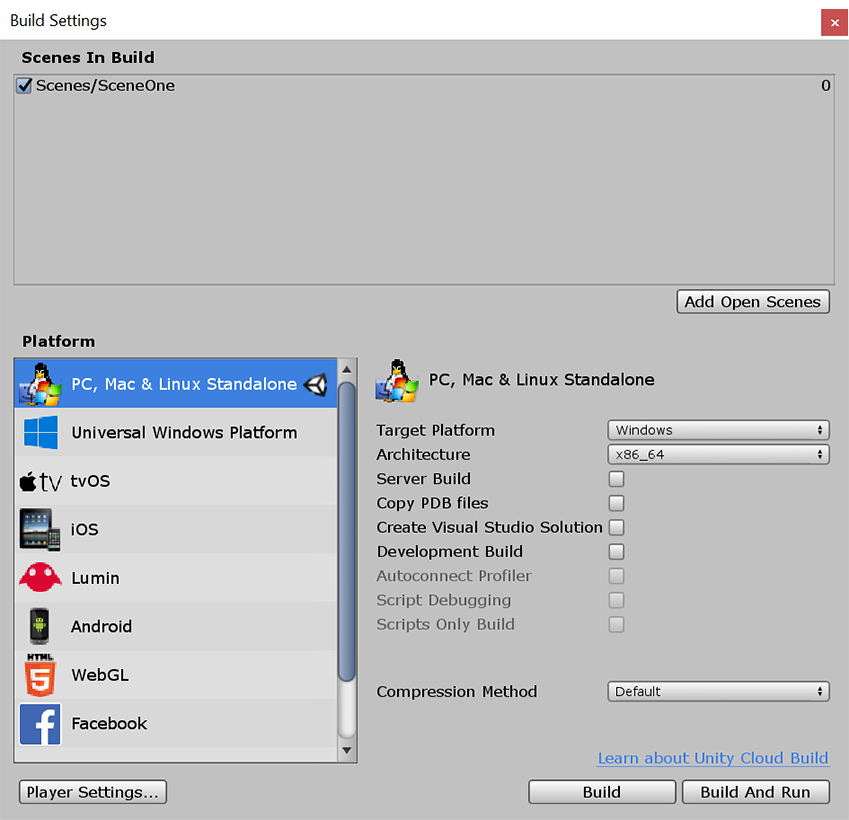 Build Settings
Scenes In Build
Scenes/SceneOne 0
Add Open Scenes
Platform
PC, Mac & Linux Standalone
Universal Windows Platform
tv tvOS
iOS
Lumin
Android
HTML 5 WebGL
f Facebook
PC, Mac & Linux Standalone
Target Platform Windows
Architecture x86_64
Server Build
Copy PDB files
Create Visual Studio Solution
Development Build
Autoconnect Profiler
Script Debugging
Scripts Only Build
Compression Method Default
Learn about Unity Cloud Build
Player Settings... Build Build And Run